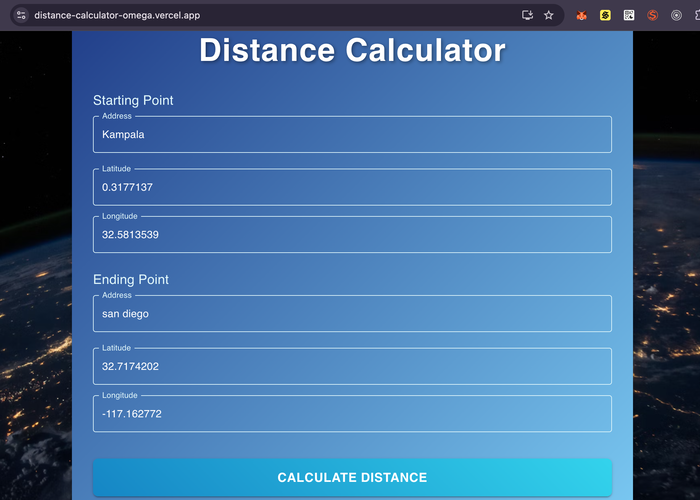 distance-calculator-omega.vercel.app
Distance Calculator
Starting Point
Address
Kampala
Latitude
0.3177137
Longitude
32.5813539
Ending Point
Address
san diego
Latitude
32.7174202
Longitude
-117.162772
CALCULATE DISTANCE